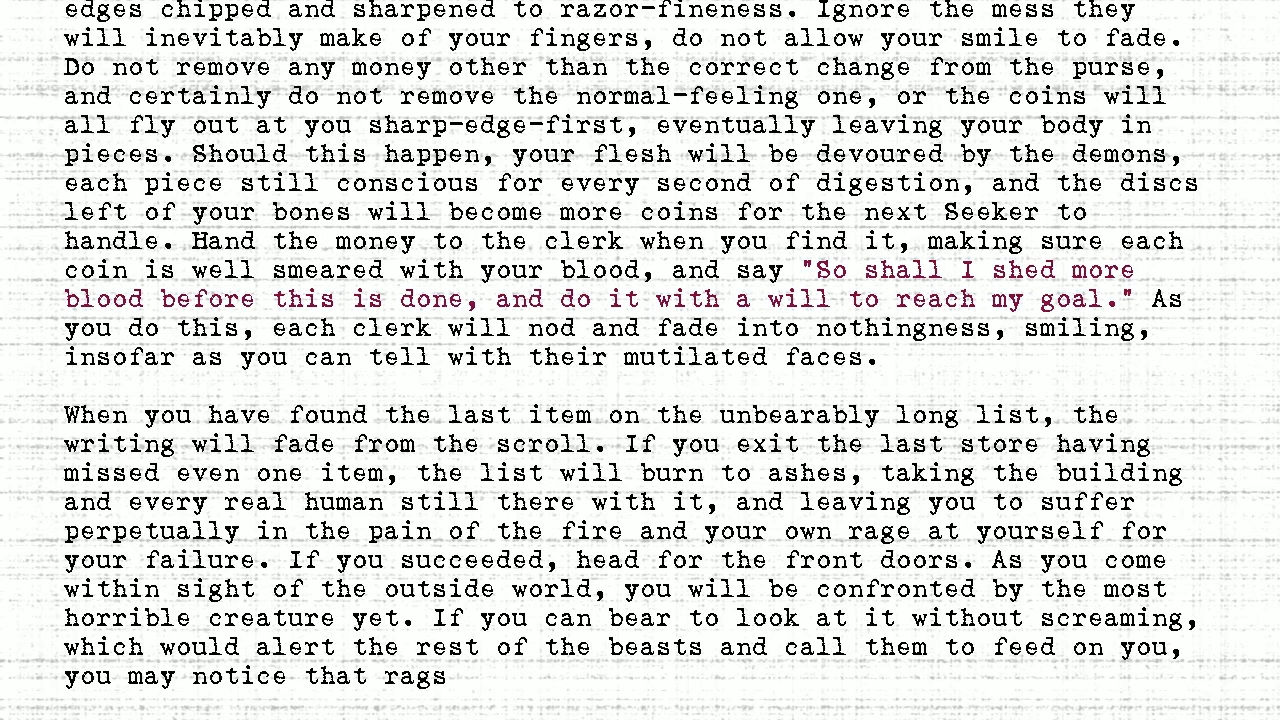 edges chipped and sharpened to razor-fineness. Ignore the mess they
will inevitably make of your fingers, do not allow your smile to fade.
Do not remove any money other than the correct change from the purse,
and certainly do not remove the normal-feeling one, or the coins will
all fly out at you sharp-edge-first, eventually leaving your body in
pieces. Should this happen, your flesh will be devoured by the demons,
each piece still conscious for every second of digestion, and the discs
left of your bones will become more coins for the next Seeker to
handle. Hand the money to the clerk when you find it, making sure each
coin is well smeared with your blood, and say "So shall I shed more
blood before this is done, and do it with a will to reach my goal." As
you do this, each clerk will nod and fade into nothingness, smiling,
insofar as you can tell with their mutilated faces.
When you have found the last item on the unbearably long list, the
writing will fade from the scroll. If you exit the last store having
missed even one item, the list will burn to ashes, taking the building
and every real human still there with it, and leaving you to suffer
perpetually in the pain of the fire and your own rage at yourself for
your failure. If you succeeded, head for the front doors. As you come
within sight of the outside world, you will be confronted by the most
horrible creature yet. If you can bear to look at it without screaming,
which would alert the rest of the beasts and call them to feed on you,
you may notice that rags